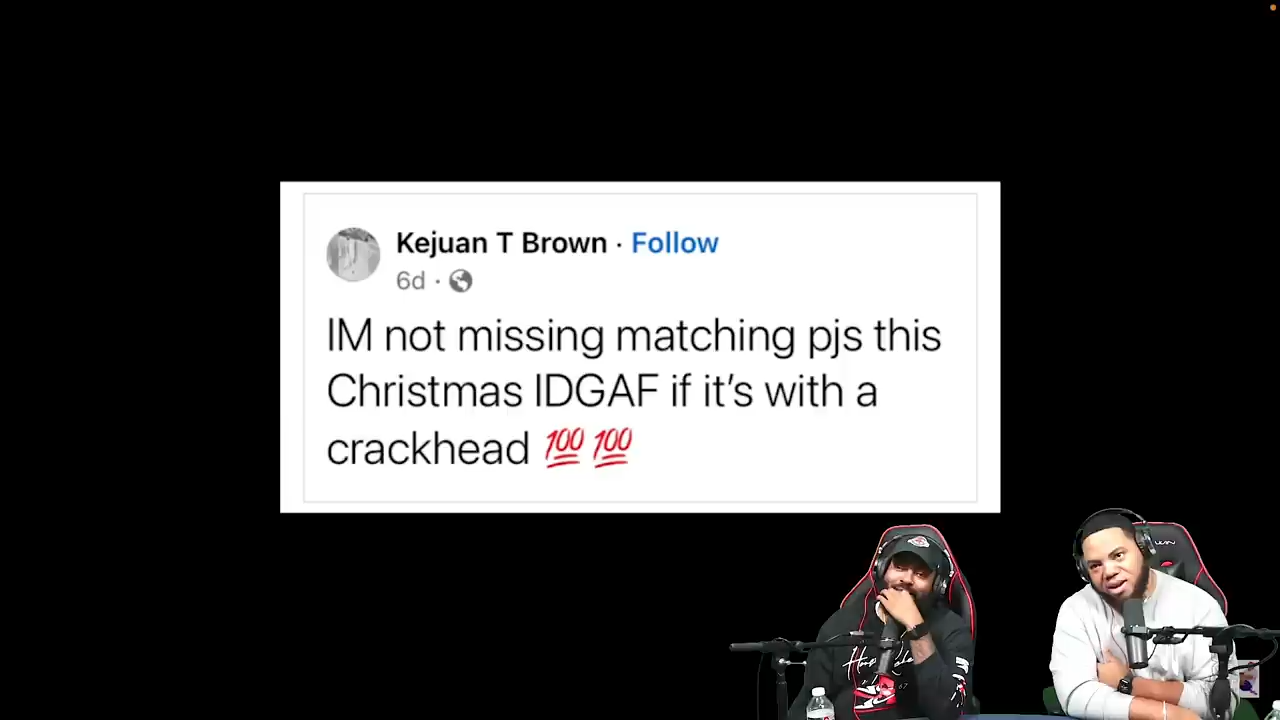 Kejuan T Brown · Follow
6d ·
IM not missing matching pjs this
Christmas IDGAF if it's with a
crackhead 💯💯